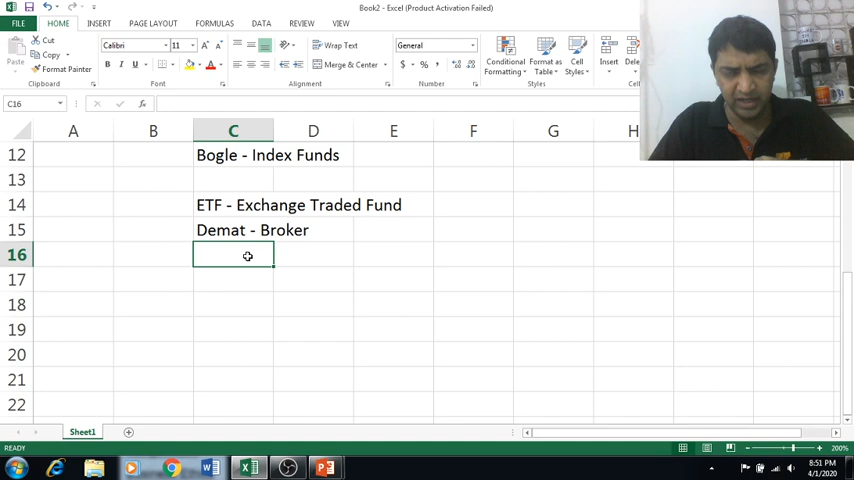 Book2 - Excel (Product Activation Failed)
FILE HOME INSERT PAGE LAYOUT FORMULAS DATA REVIEW VIEW
Paste
Cut
Copy
Format Painter
Clipboard
Calibri 11 A A
B I U A
Font
Wrap Text
Merge & Center
Alignment
General
$ % ,
Number
Conditional Formatting
Format as Table
Cell Styles
Styles
Insert
C16 fx
A B C D E F G H
12 Bogle - Index Funds
13
14 ETF - Exchange Traded Fund
15 Demat - Broker
16
17
18
19
20
21
22
Sheet1
READY 200%
8:51 PM
4/1/2020